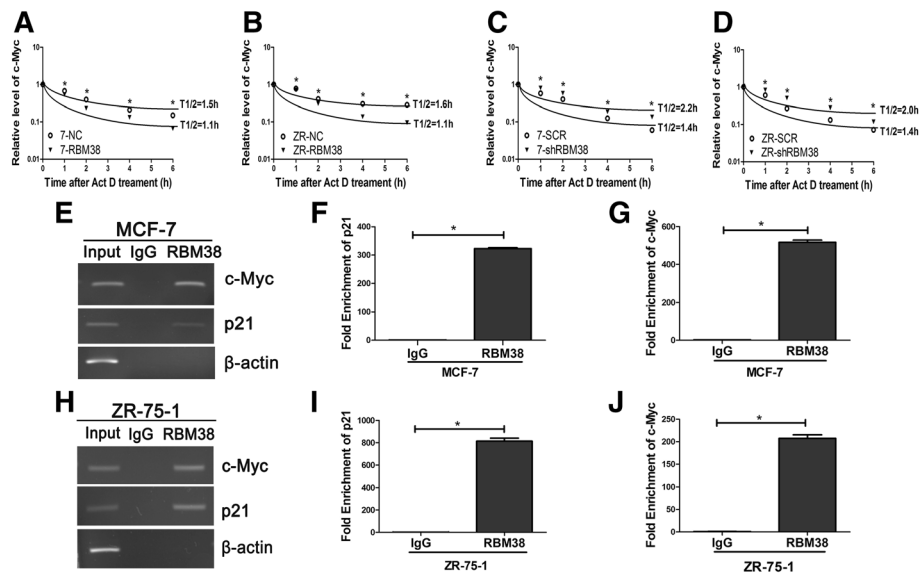 A
Relative level of c-Myc
10
1
0.1
0.01
*
*
*
*
T1/2=1.5h
T1/2=1.1h
7-NC
7-RBM38
0 1 2 3 4 5 6
Time after Act D treament (h)
B
Relative level of c-Myc
10
1
0.1
0.01
*
*
*
*
T1/2=1.6h
T1/2=1.1h
ZR-NC
ZR-RBM38
0 1 2 3 4 5 6
Time after Act D treament (h)
C
Relative level of c-Myc
10
1
0.1
0.01
*
*
*
*
T1/2=2.2h
T1/2=1.4h
7-SCR
7-shRBM38
0 1 2 3 4 5 6
Time after Act D treament (h)
D
Relative level of c-Myc
10
1
0.1
0.01
*
*
*
*
T1/2=2.0h
T1/2=1.4h
ZR-SCR
ZR-shRBM38
0 1 2 3 4 5 6
Time after Act D treament (h)
E
MCF-7
Input IgG RBM38
c-Myc
p21
β-actin
F
Fold Enrichment of p21
400
300
200
100
0
*
IgG RBM38
MCF-7
G
Fold Enrichment of c-Myc
600
400
200
0
*
IgG RBM38
MCF-7
H
ZR-75-1
Input IgG RBM38
c-Myc
p21
β-actin
I
Fold Enrichment of p21
1000
800
600
400
200
0
*
IgG RBM38
ZR-75-1
J
Fold Enrichment of c-Myc
250
200
150
100
50
0
*
IgG RBM38
ZR-75-1